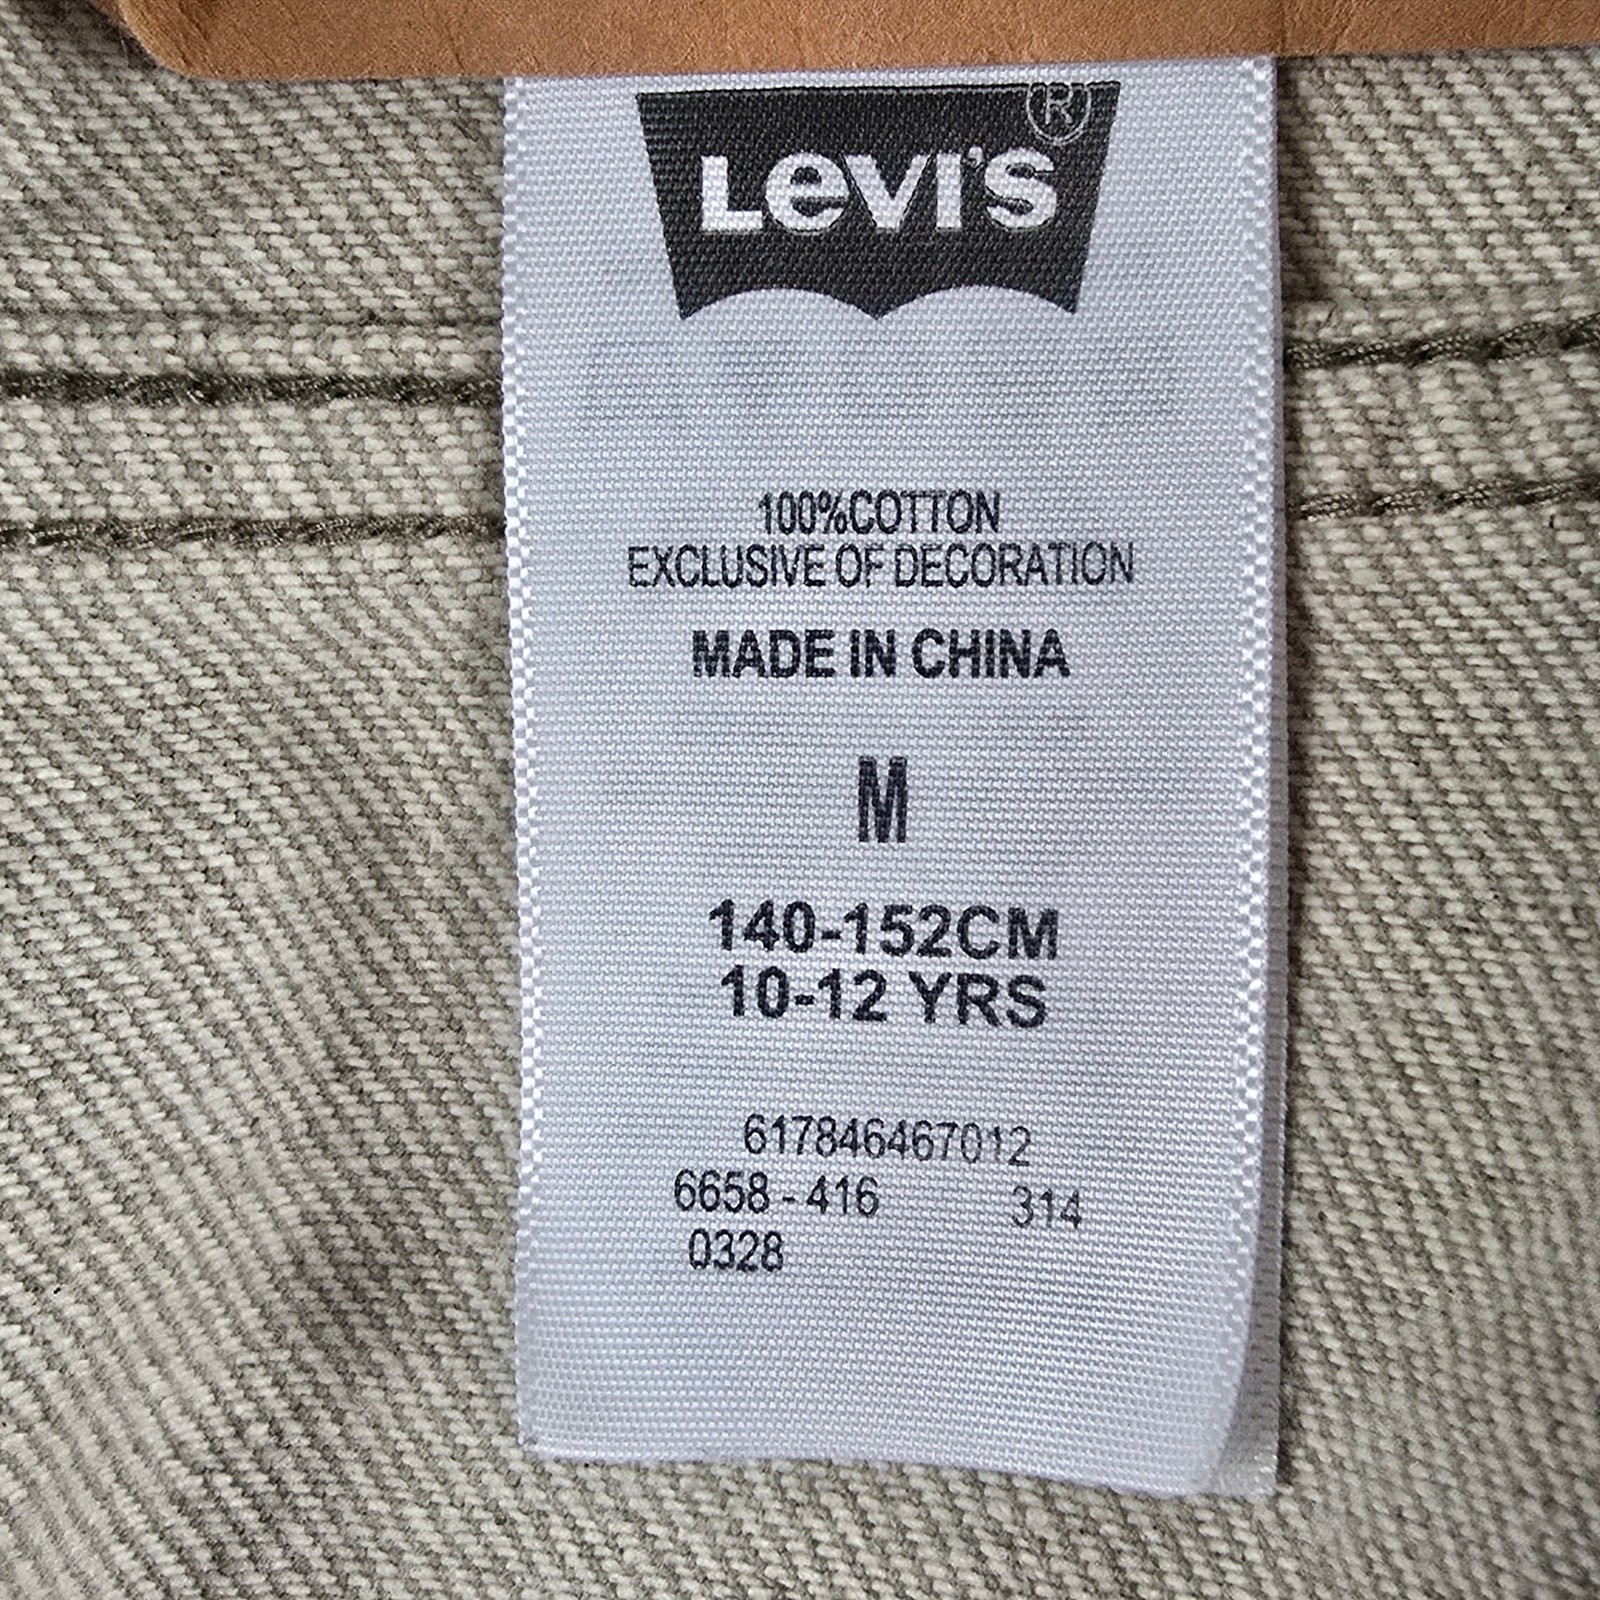 LEVI'S®
100%COTTON
EXCLUSIVE OF DECORATION
MADE IN CHINA
M
140-152CM
10-12 YRS
617846467012
6658 - 416 314
0328